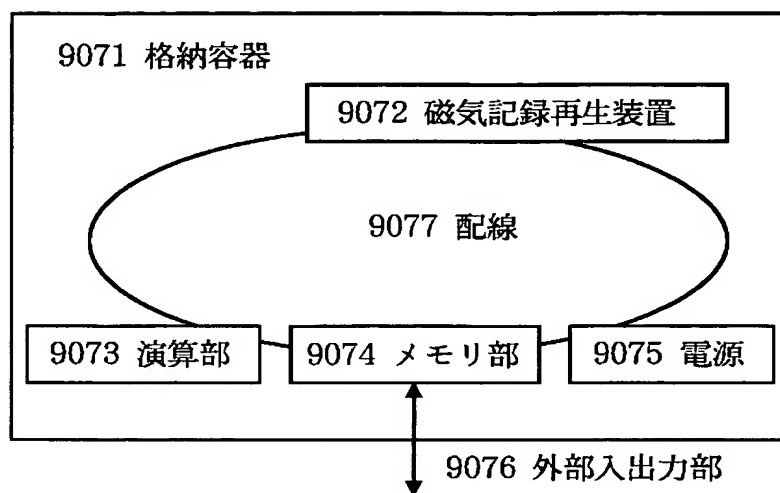 9071 格納容器
9072 磁気記録再生装置
9077 配線
9073 演算部
9074 メモリ部
9075 電源
9076 外部入出力部